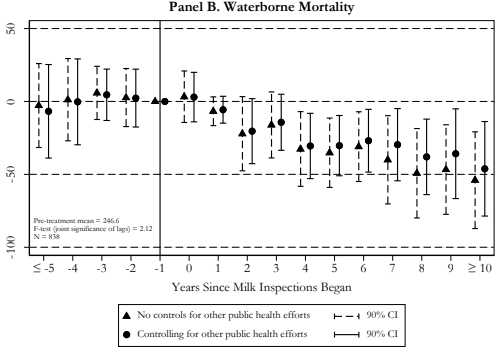 Panel B. Waterborne Mortality
50
0
-50
-100
Pre-treatment mean = 246.6
F-test (joint significance of lags) = 2.12
N = 838
≤ -5 -4 -3 -2 -1 0 1 2 3 4 5 6 7 8 9 ≥ 10
Years Since Milk Inspections Began
No controls for other public health efforts 90% CI
Controlling for other public health efforts 90% CI